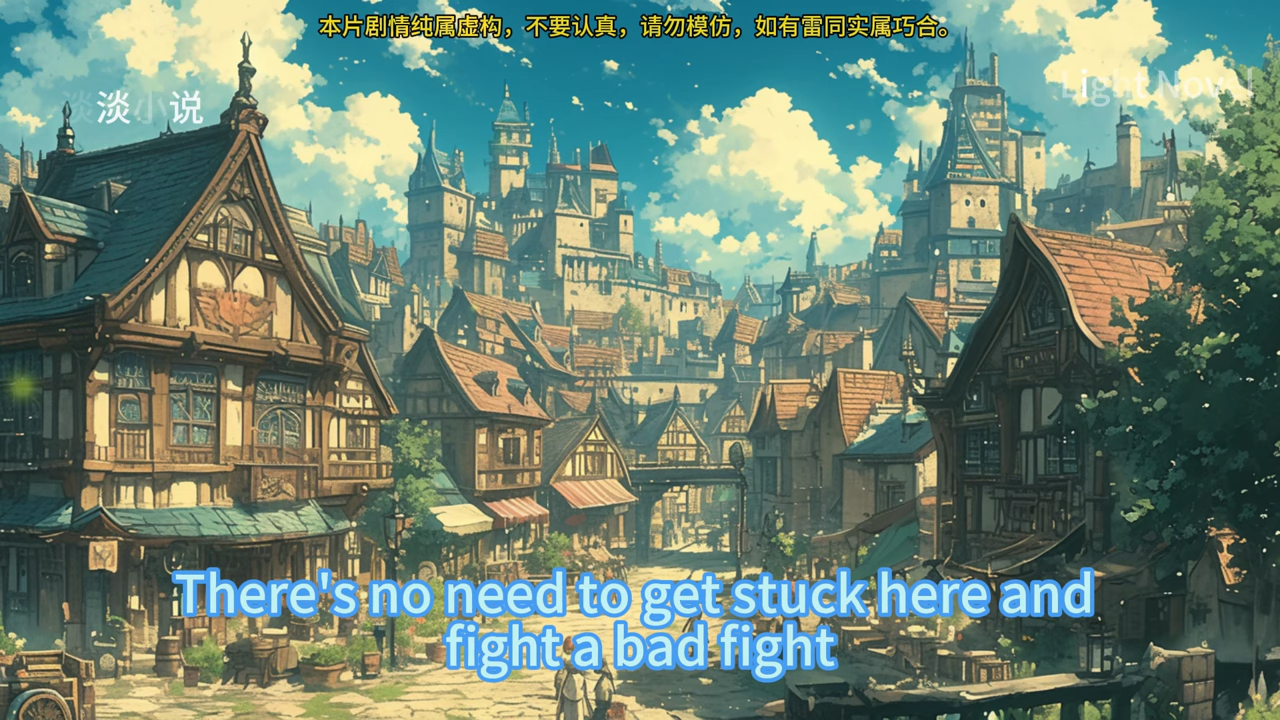 本片剧情纯属虚构，不要认真，请勿模仿，如有雷同实属巧合。
淡淡小说
Light Novel
There's no need to get stuck here and
fight a bad fight